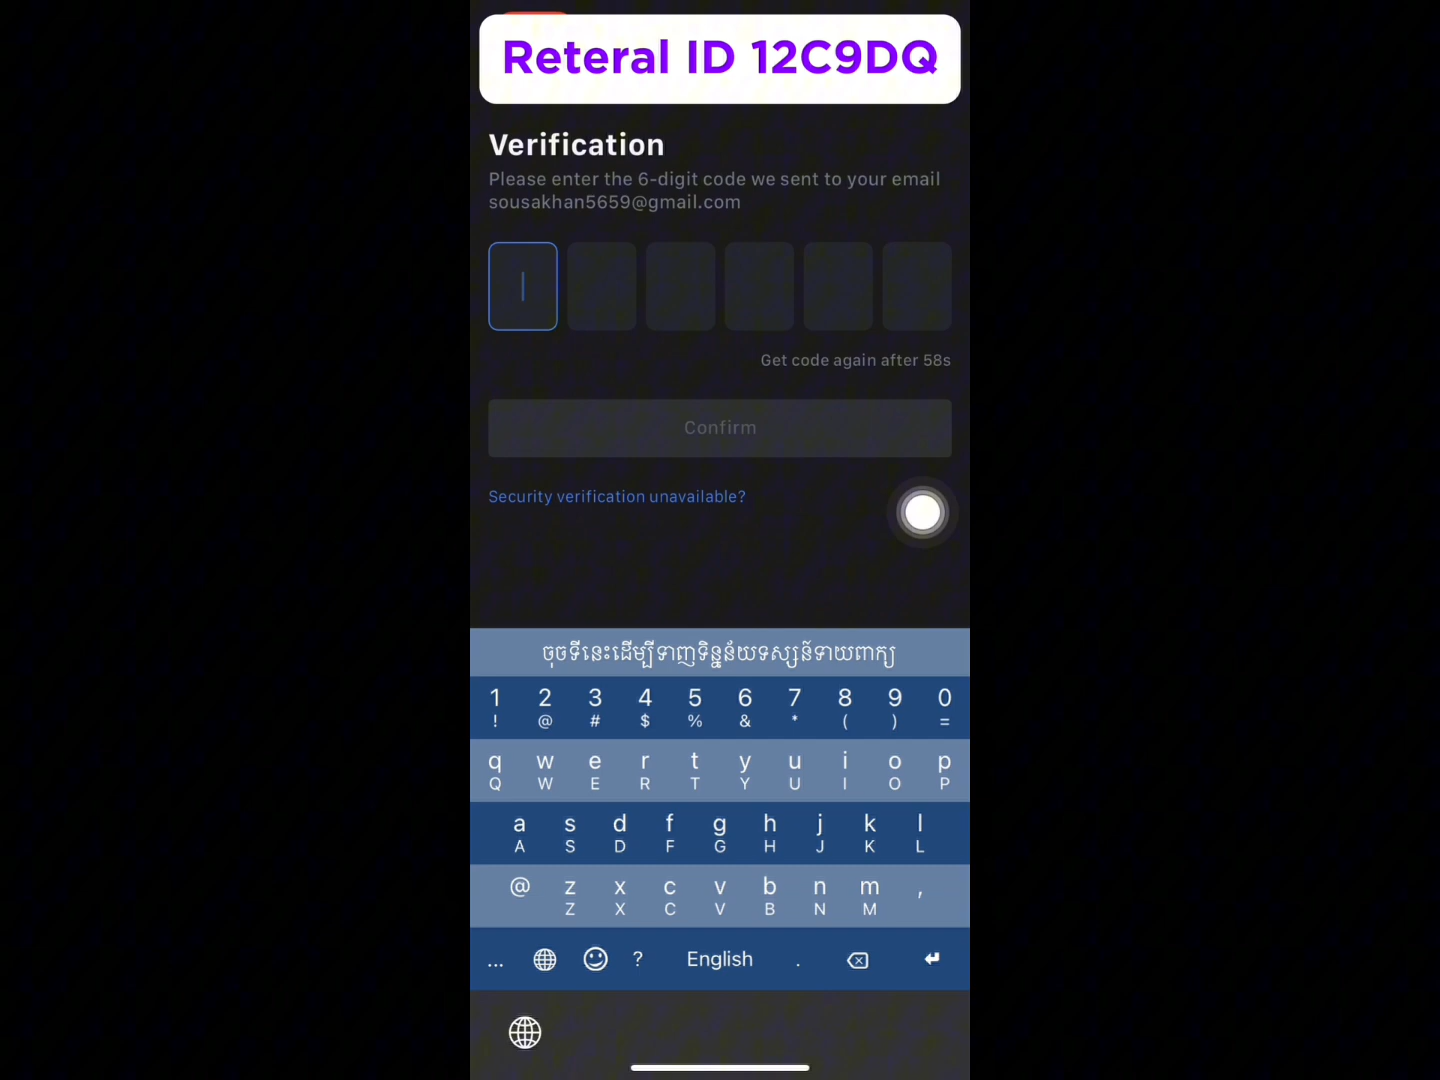 Reteral ID 12C9DQ
Verification
Please enter the 6-digit code we sent to your email
sousakhan5659@gmail.com
Get code again after 58s
Confirm
Security verification unavailable?
ចុចទីនេះដើម្បីទាញទិន្នន័យទស្សន៍ទាយពាក្យ
1 2 3 4 5 6 7 8 9 0
! @ # $ % & * ( ) =
q w e r t y u i o p
Q W E R T Y U I O P
a s d f g h j k l
A S D F G H J K L
@ z x c v b n m ,
Z X C V B N M
... ? English .